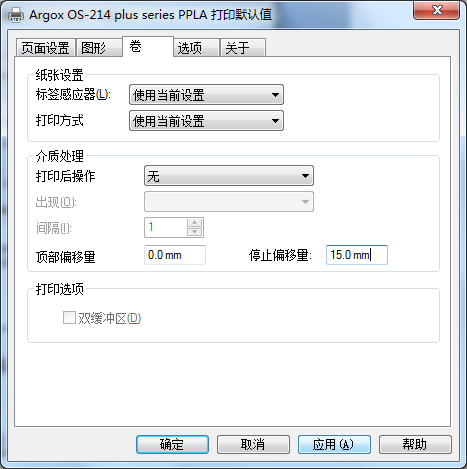 Argox OS-214 plus series PPLA 打印默认值
页面设置 图形 卷 选项 关于
纸张设置
标签感应器(L): 使用当前设置
打印方式 使用当前设置
介质处理
打印后操作 无
出现(O):
间隔(I): 1
顶部偏移量 0.0 mm 停止偏移量: 15.0 mm
打印选项
双缓冲区(D)
确定 取消 应用(A) 帮助